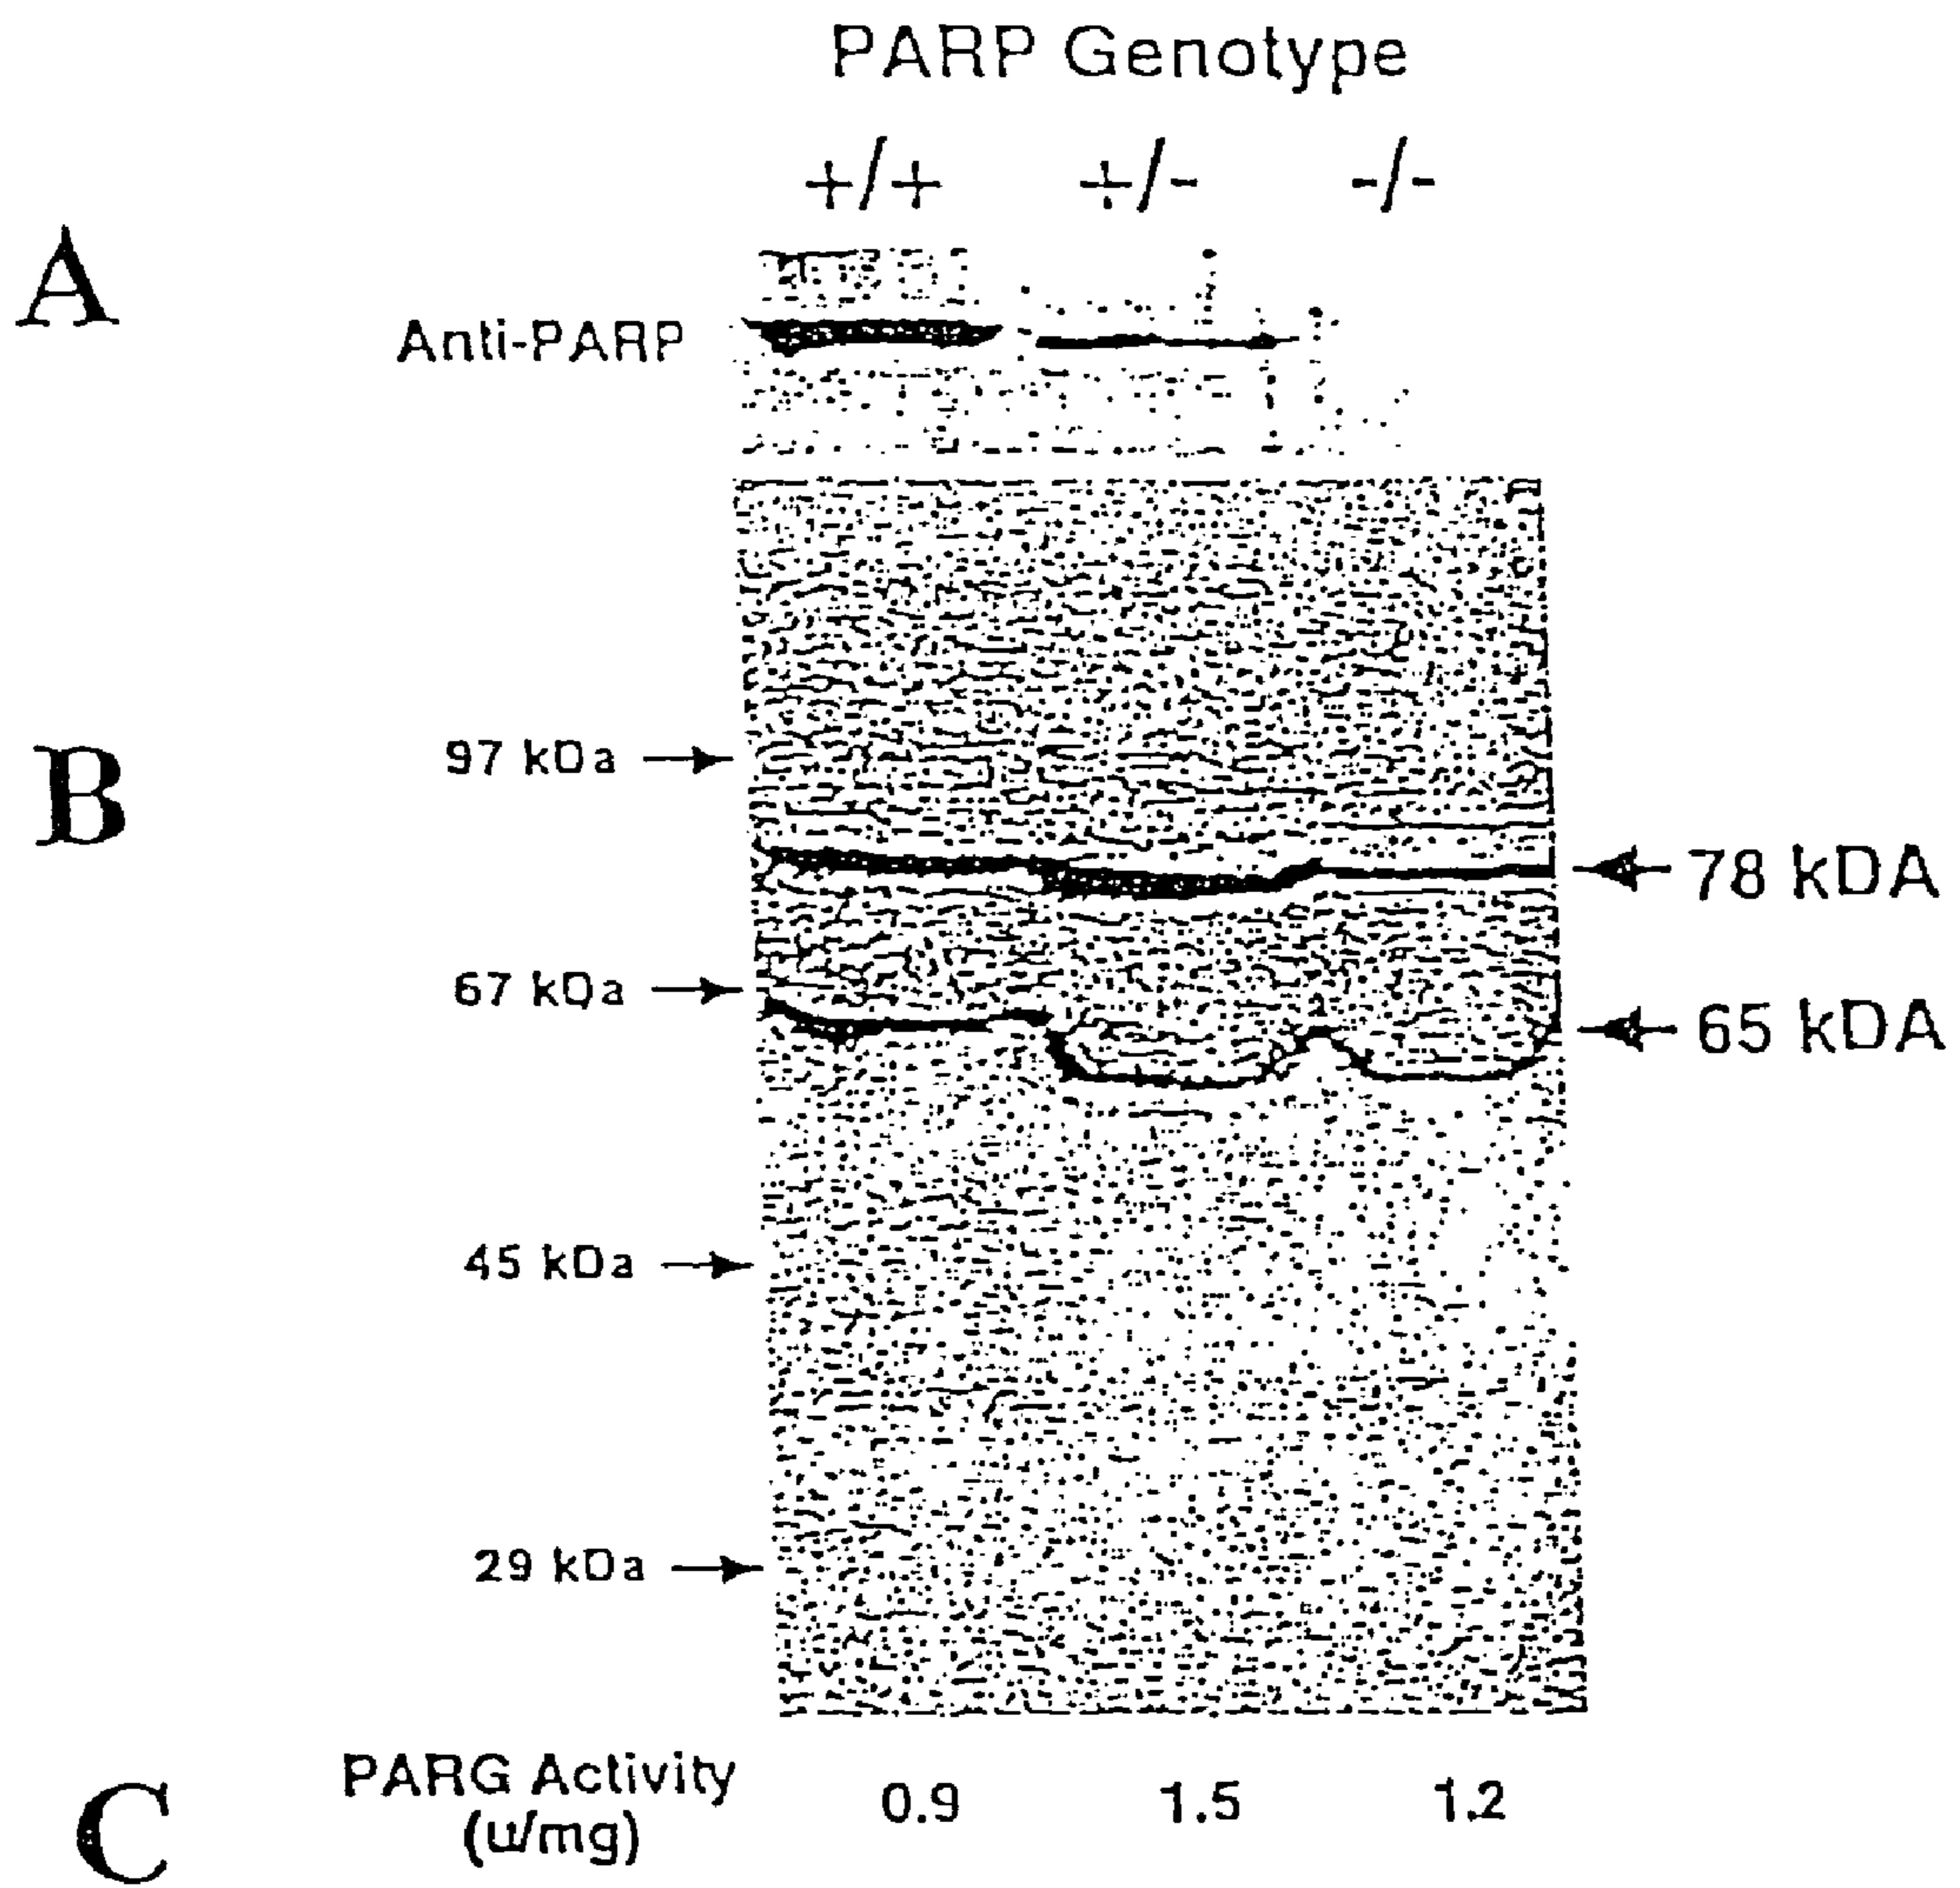 PARP Genotype
+/+ +/- -/-
A
Anti-PARP
B
97 kDa
78 kDA
67 kDa
65 kDA
45 kDa
29 kDa
C
PARG Activity 0.9 1.5 1.2
(u/mg)